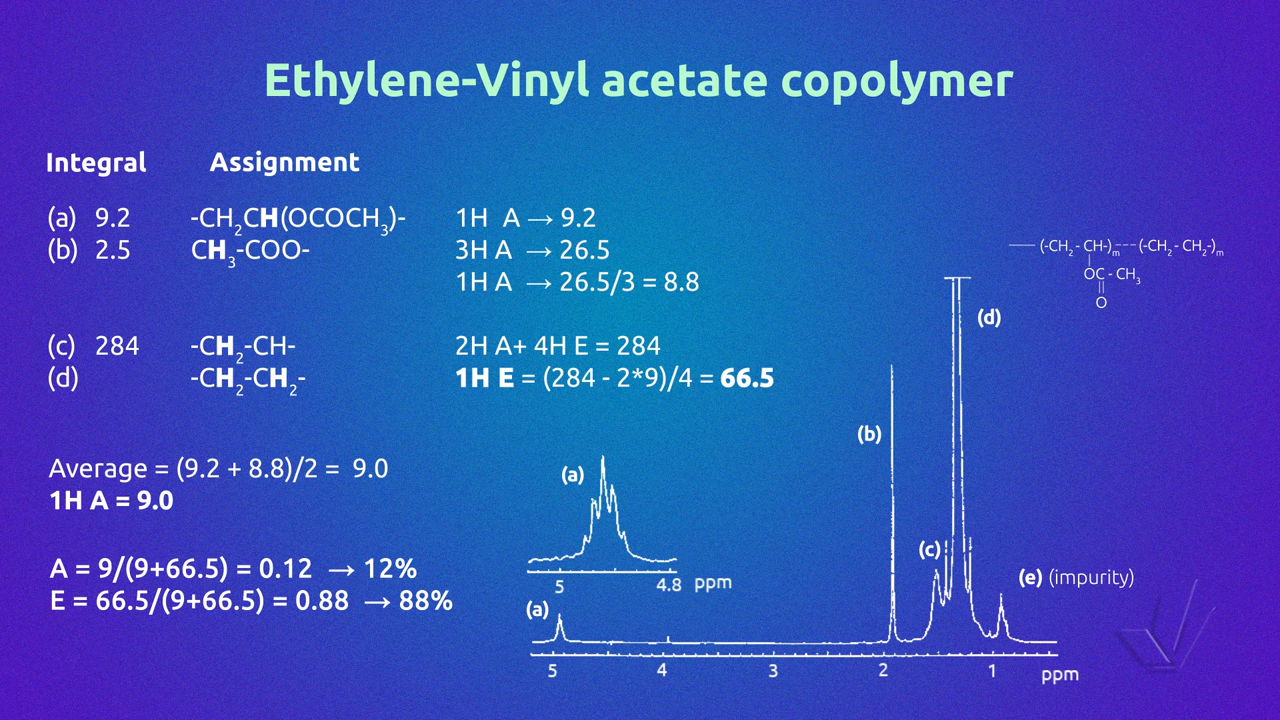 Ethylene-Vinyl acetate copolymer
Integral Assignment
(a) 9.2 -CH₂CH(OCOCH₃)- 1H A → 9.2
(b) 2.5 CH₃-COO- 3H A → 26.5
1H A → 26.5/3 = 8.8
(c) 284 -CH₂-CH- 2H A+ 4H E = 284
(d) -CH₂-CH₂- 1H E = (284 - 2*9)/4 = 66.5
Average = (9.2 + 8.8)/2 = 9.0
1H A = 9.0
A = 9/(9+66.5) = 0.12 → 12%
E = 66.5/(9+66.5) = 0.88 → 88%
(-CH₂ - CH-)ₘ---(-CH₂ - CH₂-)ₘ
OC - CH₃
O
(d)
(b)
(a)
(c)
(e) (impurity)
5 4.8 ppm
(a)
5 4 3 2 1 ppm